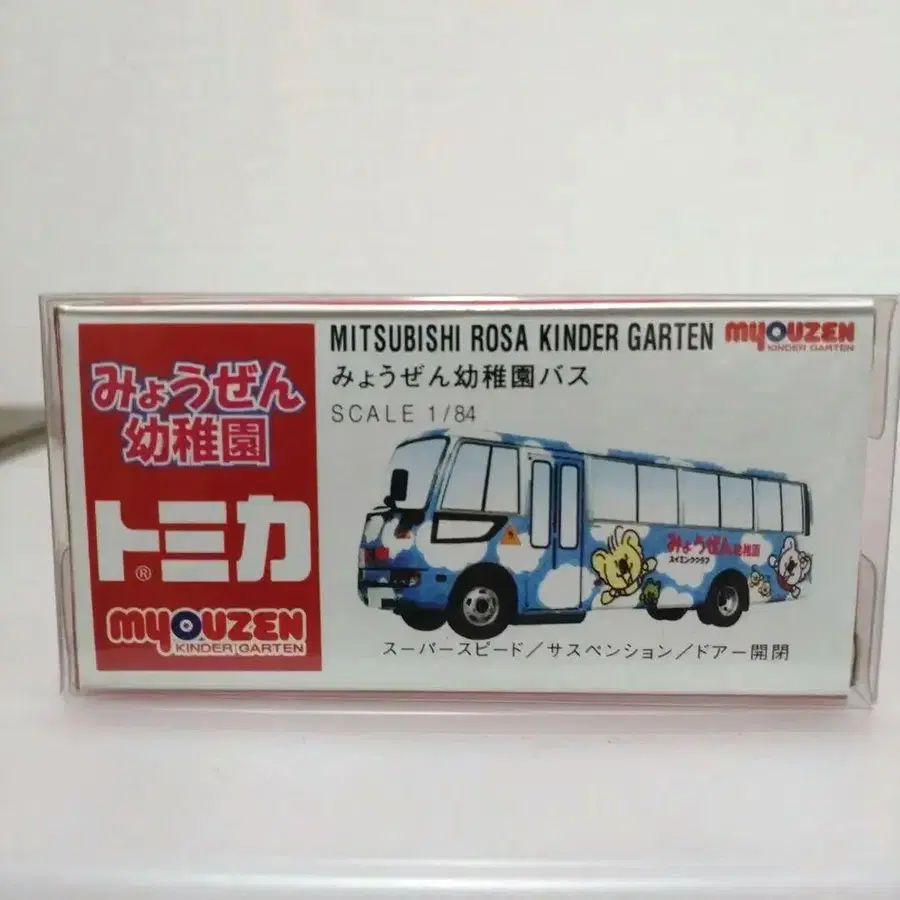 みょうぜん
幼稚園
トミカ
®
myouzen
KINDER GARTEN
MITSUBISHI ROSA KINDER GARTEN
myouzen
KINDER GARTEN
みょうぜん幼稚園バス
SCALE 1/84
みょうぜん幼稚園
スイミングクラブ
スーパースピード/サスペンション/ドアー開閉